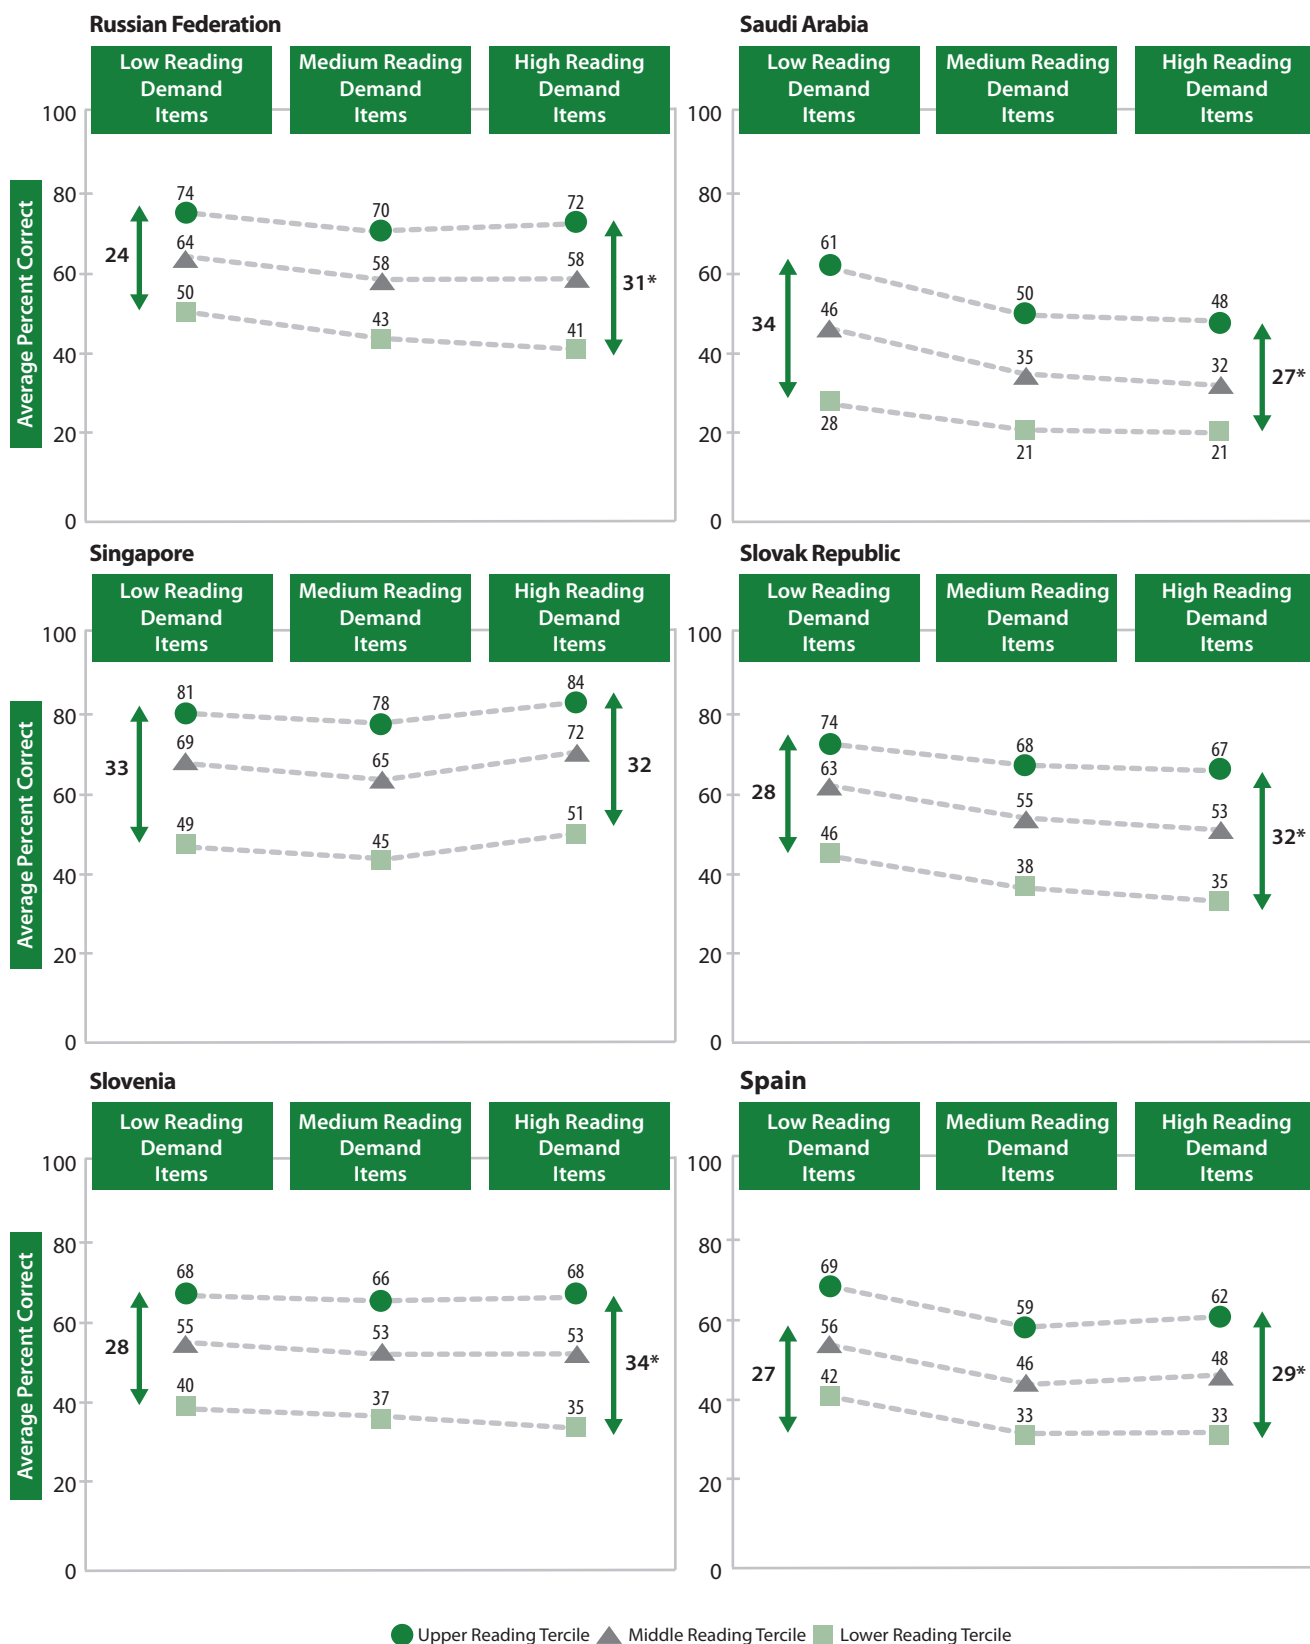 Russian Federation
Low Reading
Demand
Items
Medium Reading
Demand
Items
High Reading
Demand
Items
Average Percent Correct
100
80
60
40
20
0
74
70
72
64
58
58
50
43
41
24
31*
Saudi Arabia
Low Reading
Demand
Items
Medium Reading
Demand
Items
High Reading
Demand
Items
100
80
60
40
20
0
61
50
48
46
35
32
28
21
21
34
27*
Singapore
Low Reading
Demand
Items
Medium Reading
Demand
Items
High Reading
Demand
Items
Average Percent Correct
100
80
60
40
20
0
81
78
84
69
65
72
49
45
51
33
32
Slovak Republic
Low Reading
Demand
Items
Medium Reading
Demand
Items
High Reading
Demand
Items
100
80
60
40
20
0
74
68
67
63
55
53
46
38
35
28
32*
Slovenia
Low Reading
Demand
Items
Medium Reading
Demand
Items
High Reading
Demand
Items
Average Percent Correct
100
80
60
40
20
0
68
66
68
55
53
53
40
37
35
28
34*
Spain
Low Reading
Demand
Items
Medium Reading
Demand
Items
High Reading
Demand
Items
100
80
60
40
20
0
69
59
62
56
46
48
42
33
33
27
29*
Upper Reading Tercile Middle Reading Tercile Lower Reading Tercile